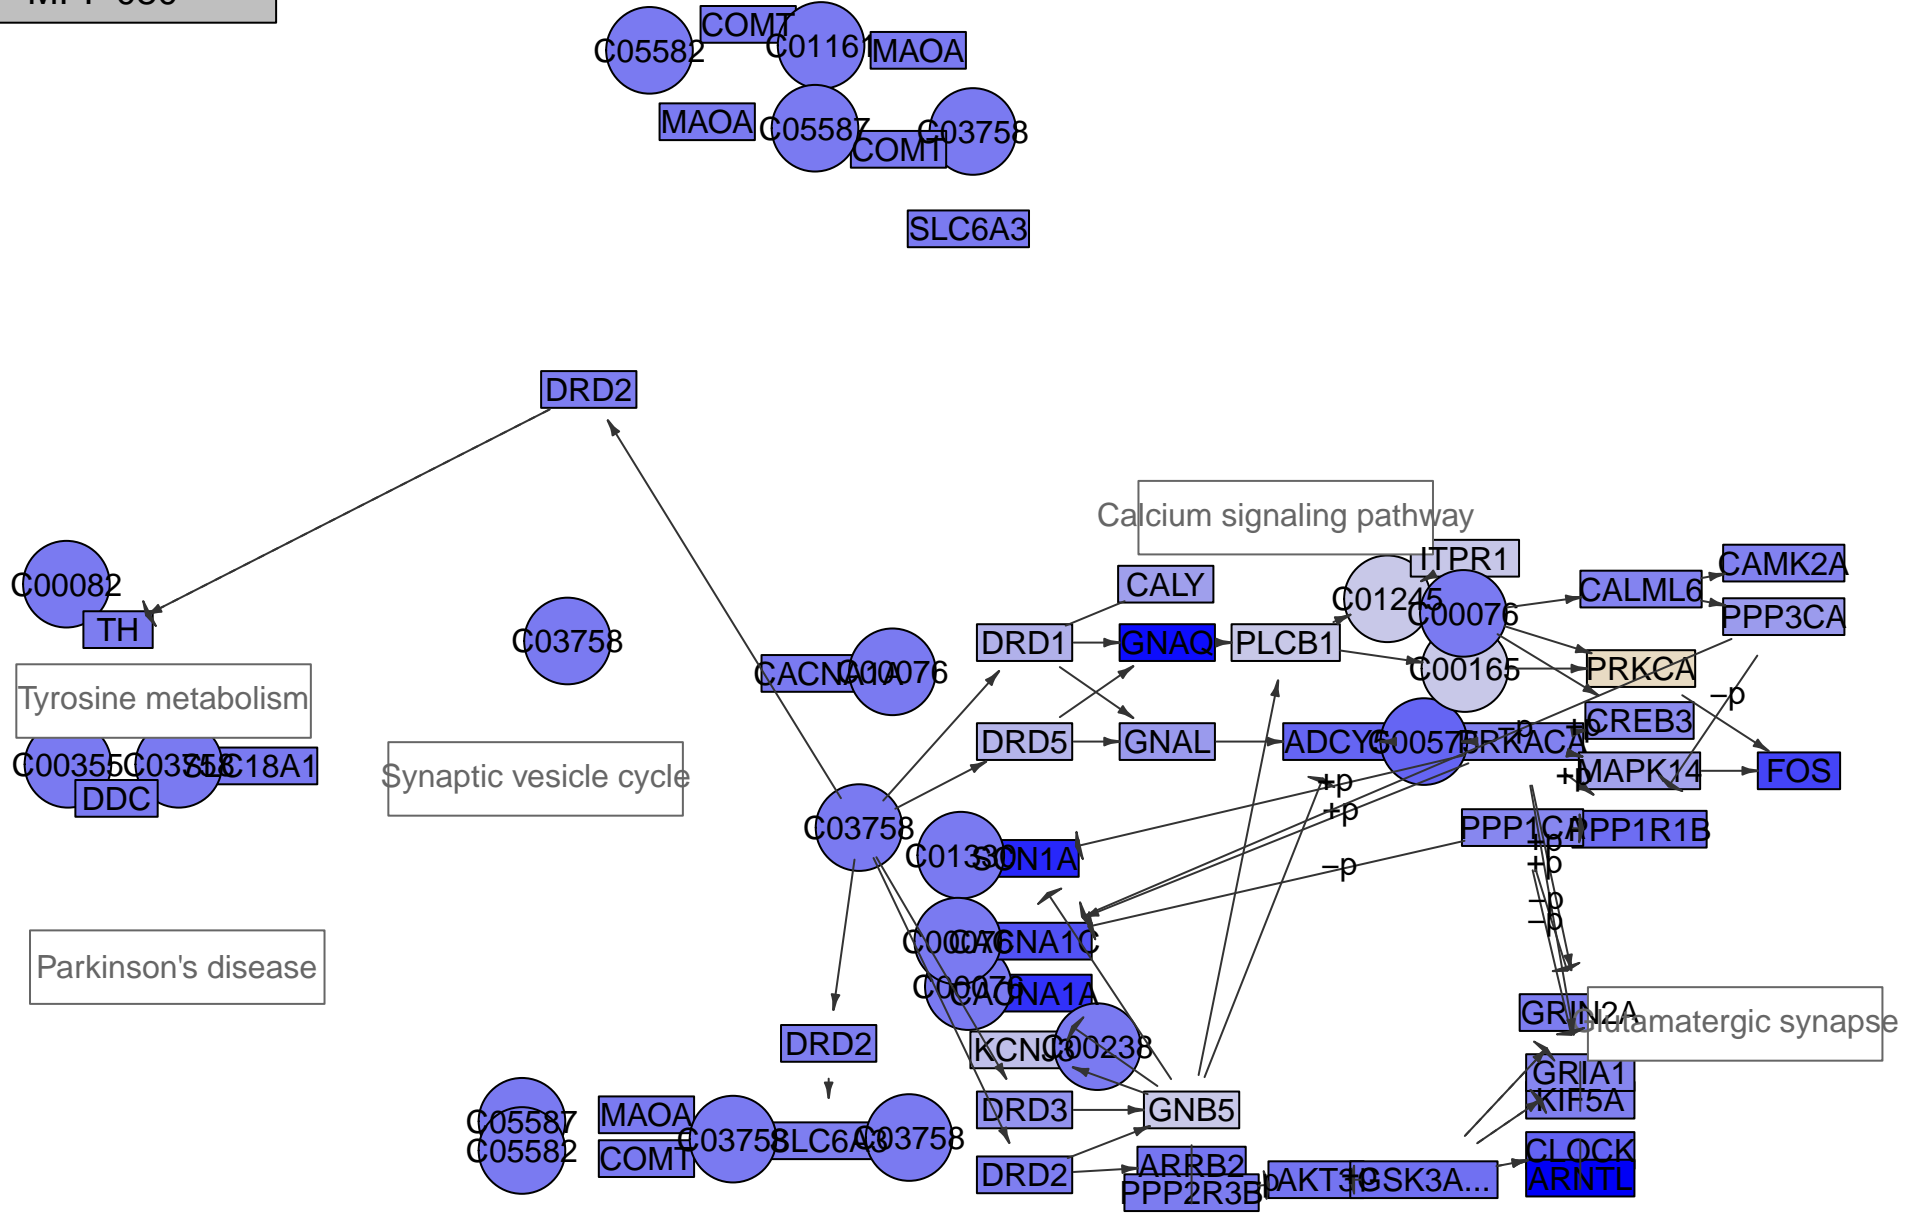 C05582
COMT
C01161
MAOA
MAOA
C05587
COMT
C03758
SLC6A3
DRD2
Calcium signaling pathway
ITPR1
CAMK2A
C00082
TH
CALY
C01245
C00076
CALML6
PPP3CA
C03758
CACNA1A
C00076
DRD1
GNAQ
PLCB1
C00165
PRKCA
Tyrosine metabolism
–p
DRD5
GNAL
ADCY5
C00575
PRKACA
–p
+p
CREB3
C00355
C03758
SLC18A1
DDC
Synaptic vesicle cycle
+p
+p
MAPK14
FOS
C03758
+p
PPP1CA
PPP1R1B
C01330
SCN1A
–p
+p
+p
–p
–p
C00076
CACNA1C
Parkinson's disease
C00076
CACNA1A
GRIN2A
Glutamatergic synapse
DRD2
KCNJ3
C00238
GRIA1
KIF5A
C05587
MAOA
DRD3
GNB5
C05582
COMT
C03758
SLC6A3
C03758
DRD2
ARRB2
CLOCK
PPP2R3B
AKT3
GSK3A...
ARNTL